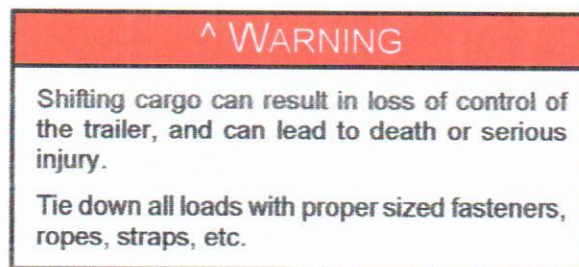 ^ WARNING
Shifting cargo can result in loss of control of
the trailer, and can lead to death or serious
injury.
Tie down all loads with proper sized fasteners,
ropes, straps, etc.